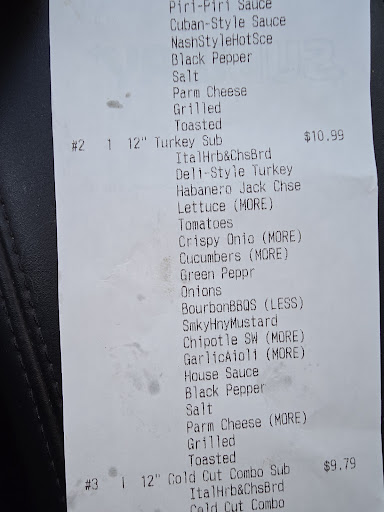 Piri-Piri Sauce
Cuban-Style Sauce
NashStyleHotSce
Black Pepper
Salt
Parm Cheese
Grilled
Toasted
#2 1 12" Turkey Sub $10.99
ItalHrb&ChsBrd
Deli-Style Turkey
Habanero Jack Chse
Lettuce (MORE)
Tomatoes
Crispy Onio (MORE)
Cucumbers (MORE)
Green Peppr
Onions
BourbonBBQS (LESS)
SmkyHnyMustard
Chipotle SW (MORE)
GarlicAioli (MORE)
House Sauce
Black Pepper
Salt
Parm Cheese (MORE)
Grilled
Toasted
#3 1 12" Cold Cut Combo Sub $9.79
ItalHrb&ChsBrd
Cold Cut Combo